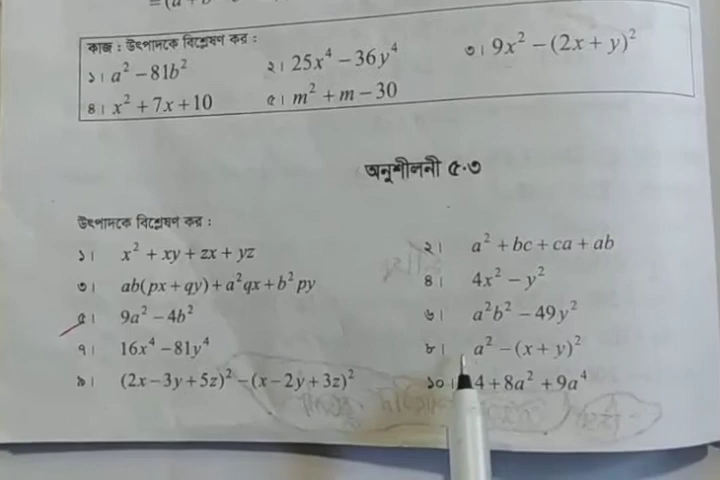 কাজ : উৎপাদকে বিশ্লেষণ কর :
১। a² − 81b² ২। 25x⁴ − 36y⁴ ৩। 9x² − (2x + y)²
৪। x² + 7x + 10 ৫। m² + m − 30
অনুশীলনী ৫.৩
উৎপাদকে বিশ্লেষণ কর :
১। x² + xy + zx + yz ২। a² + bc + ca + ab
৩। ab(px + qy) + a²qx + b²py ৪। 4x² − y²
৫। 9a² − 4b² ৬। a²b² − 49y²
৭। 16x⁴ − 81y⁴ ৮। a² − (x + y)²
৯। (2x − 3y + 5z)² − (x − 2y + 3z)² ১০। 4 + 8a² + 9a⁴